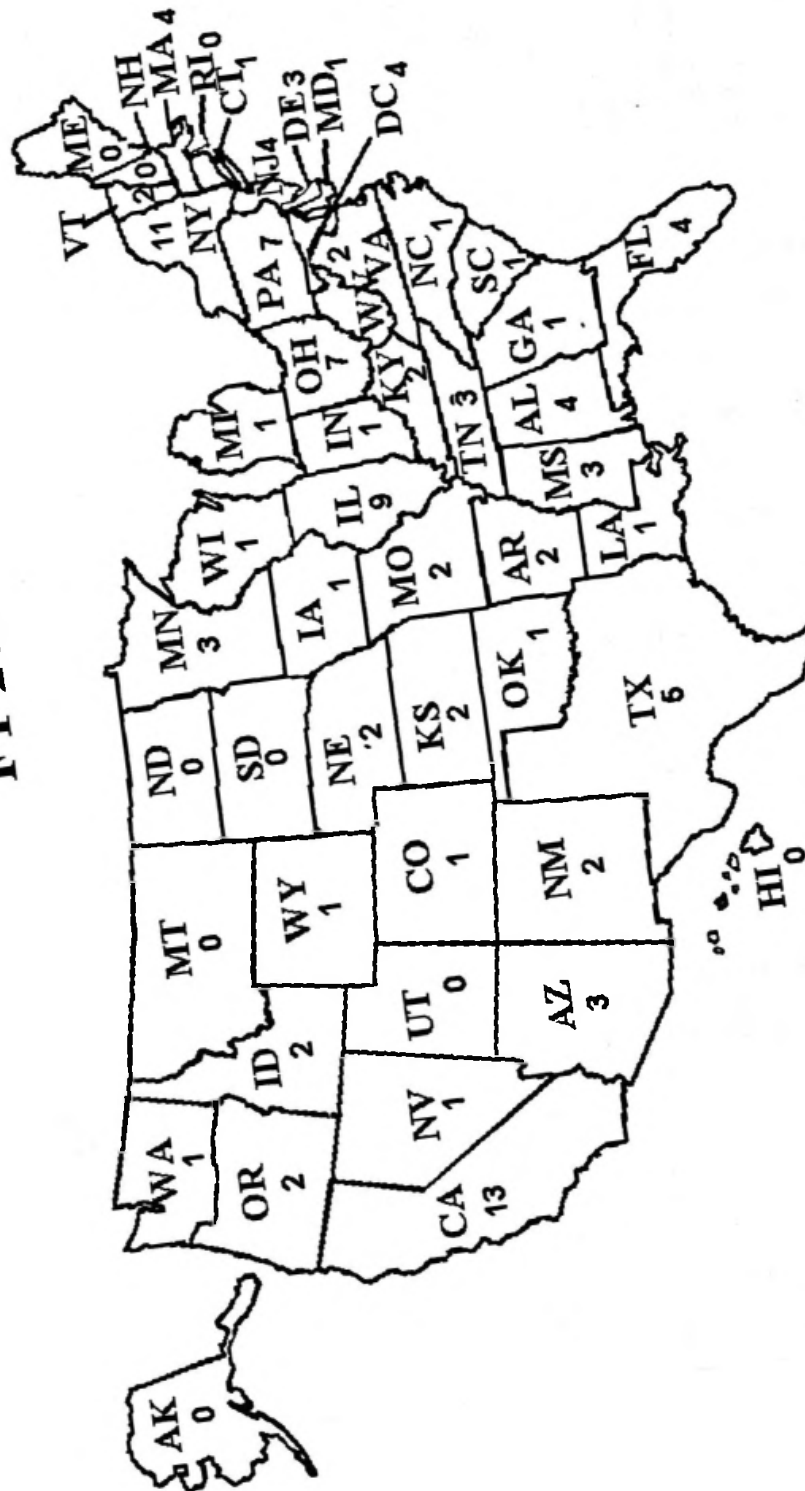 AK
0
WA
1
OR
2
CA
13
ID
2
NV
1
MT
0
WY
1
UT
0
AZ
3
CO
1
NM
2
ND
0
SD
0
NE
2
KS
2
OK
1
TX
5
HI
0
MN
3
IA
1
MO
2
AR
2
LA
1
WI
1
IL
9
MI
1
IN
1
OH
7
KY
2
TN 3
MS
3
AL
4
GA
1
FL
4
SC
1
NC
1
VA
2
W
PA 7
11
NY
VT
2
0
NH
ME
0
MA 4
RI 0
CT 1
NJ 4
DE 3
MD 1
DC 4